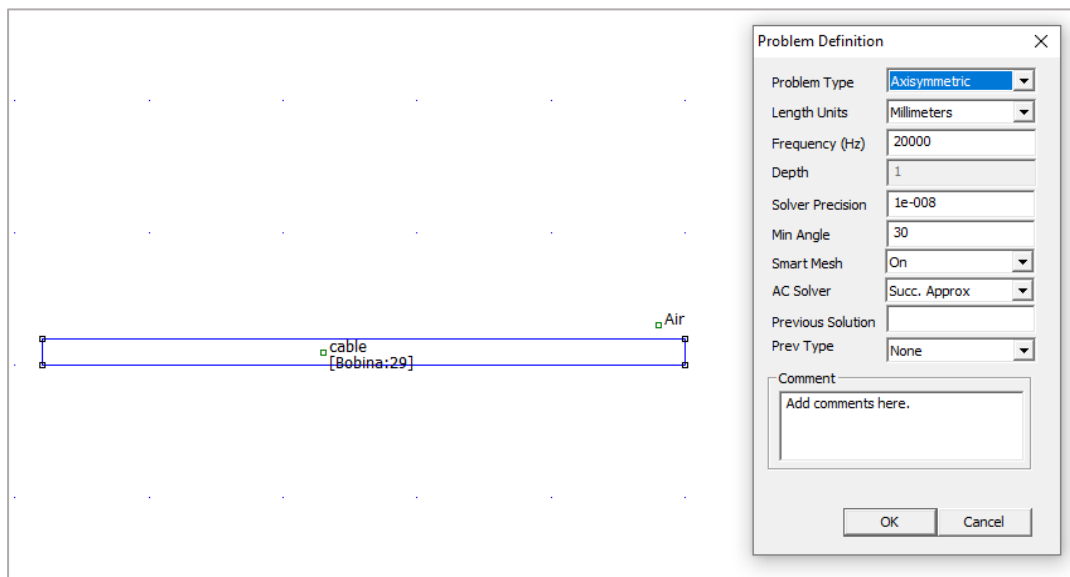 Problem Definition
Problem Type Axisymmetric
Length Units Millimeters
Frequency (Hz) 20000
Depth 1
Solver Precision 1e-008
Min Angle 30
Smart Mesh On
AC Solver Succ. Approx
Previous Solution
Prev Type None
Comment
Add comments here.
OK Cancel
Air
cable
[Bobina:29]